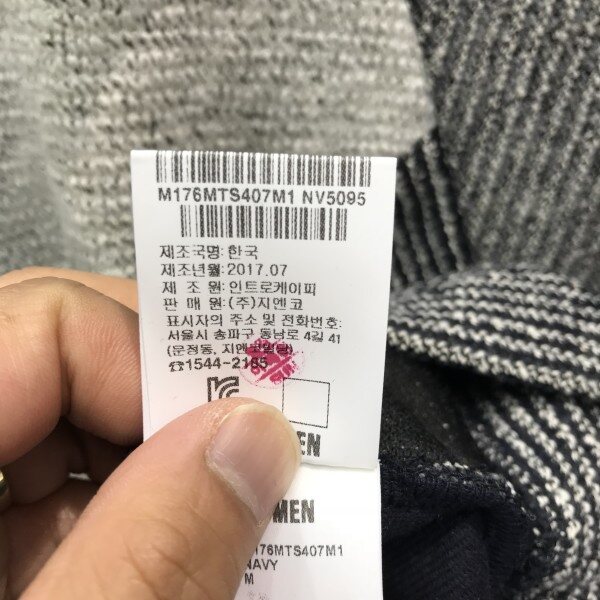 M176MTS407M1 NV5095
제조국명:한국
제조년월:2017.07
제 조 원:인트로케이피
판 매 원:(주)지엔코
표시자의 주소 및 전화번호:
서울시 송파구 동남로 4길 41
(문정동, 지엔코빌딩)
☎1544-2185
MEN
176MTS407M1
NAVY
M